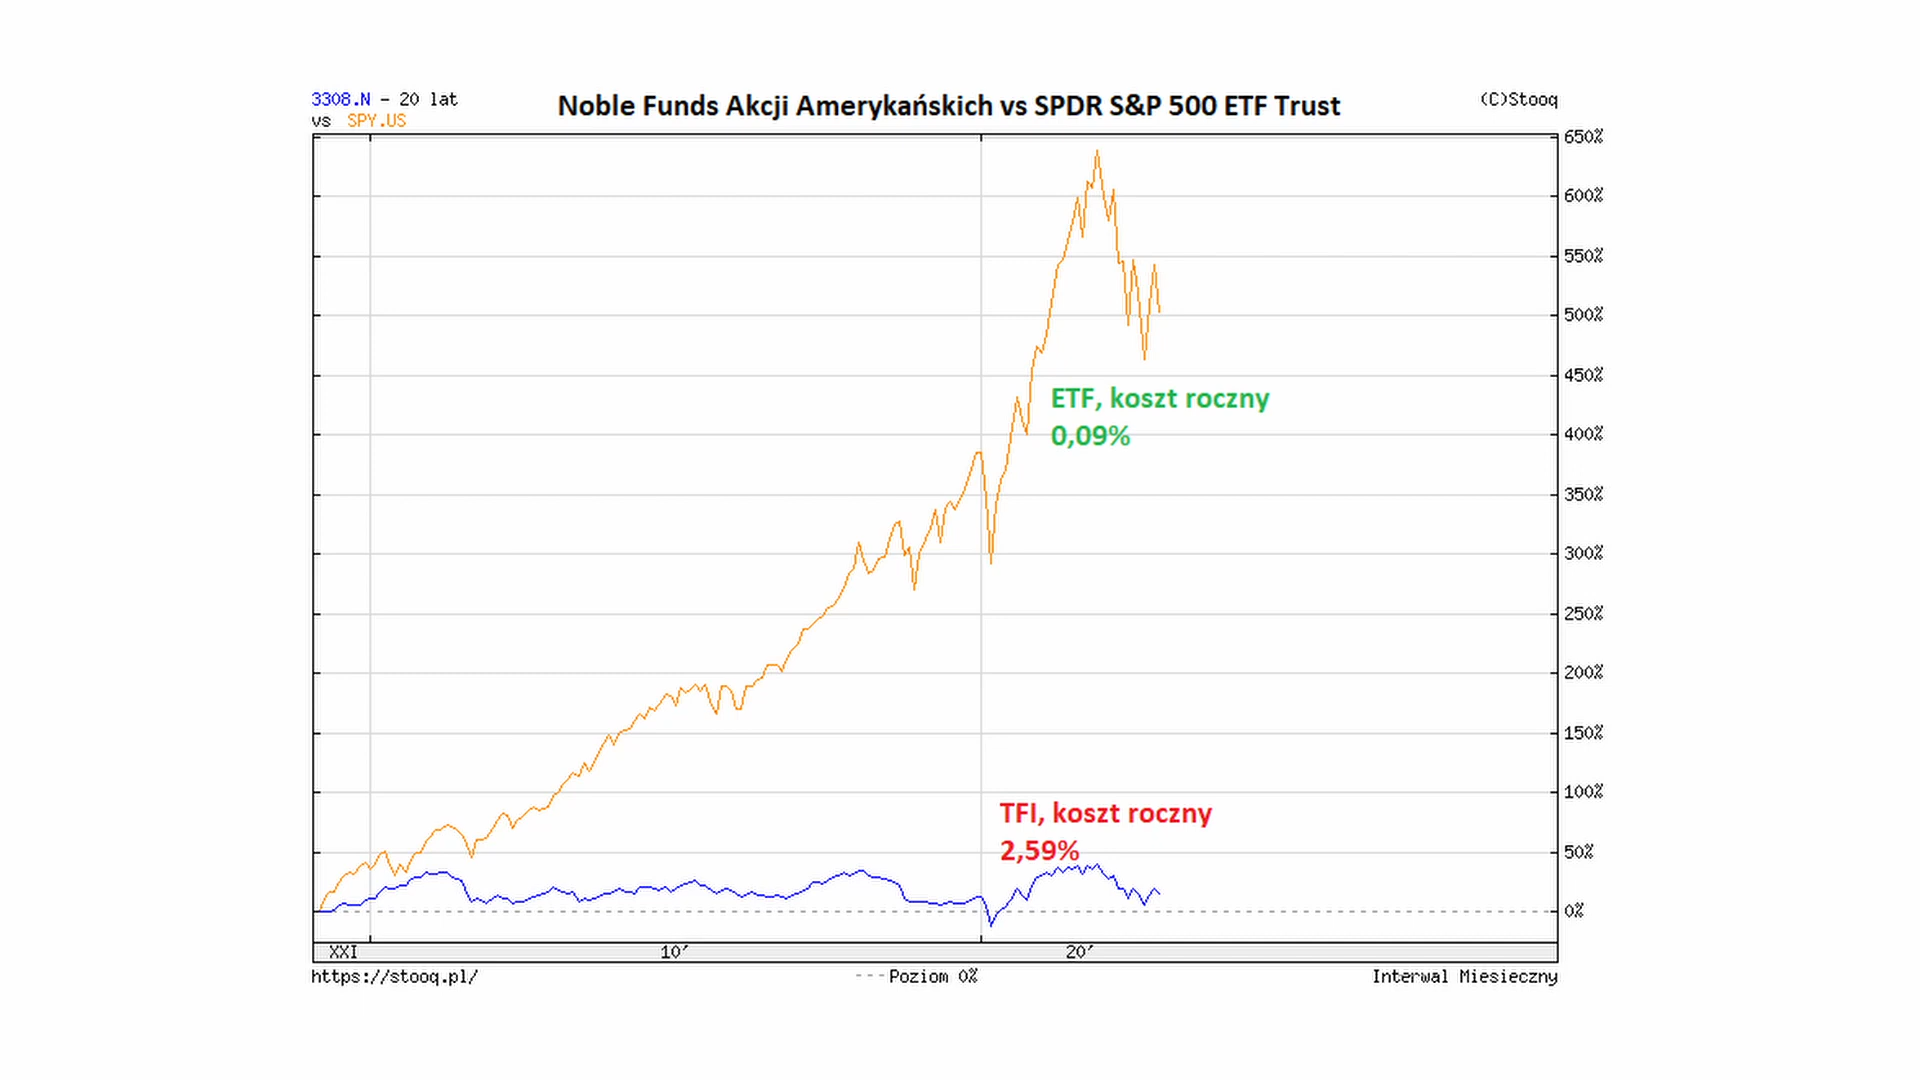 3308.N - 20 lat
vs SPY.US
Noble Funds Akcji Amerykańskich vs SPDR S&P 500 ETF Trust
(C)Stooq
650%
600%
550%
500%
450%
400%
350%
300%
250%
200%
150%
100%
50%
0%
ETF, koszt roczny
0,09%
TFI, koszt roczny
2,59%
XXI
10'
20'
https://stooq.pl/
---Poziom 0%
Interwal Miesieczny